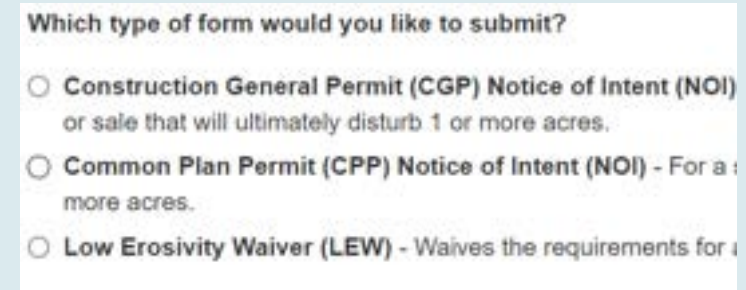 Which type of form would you like to submit?
Construction General Permit (CGP) Notice of Intent (NOI)
or sale that will ultimately disturb 1 or more acres.
Common Plan Permit (CPP) Notice of Intent (NOI) - For a
more acres.
Low Erosivity Waiver (LEW) - Waives the requirements for